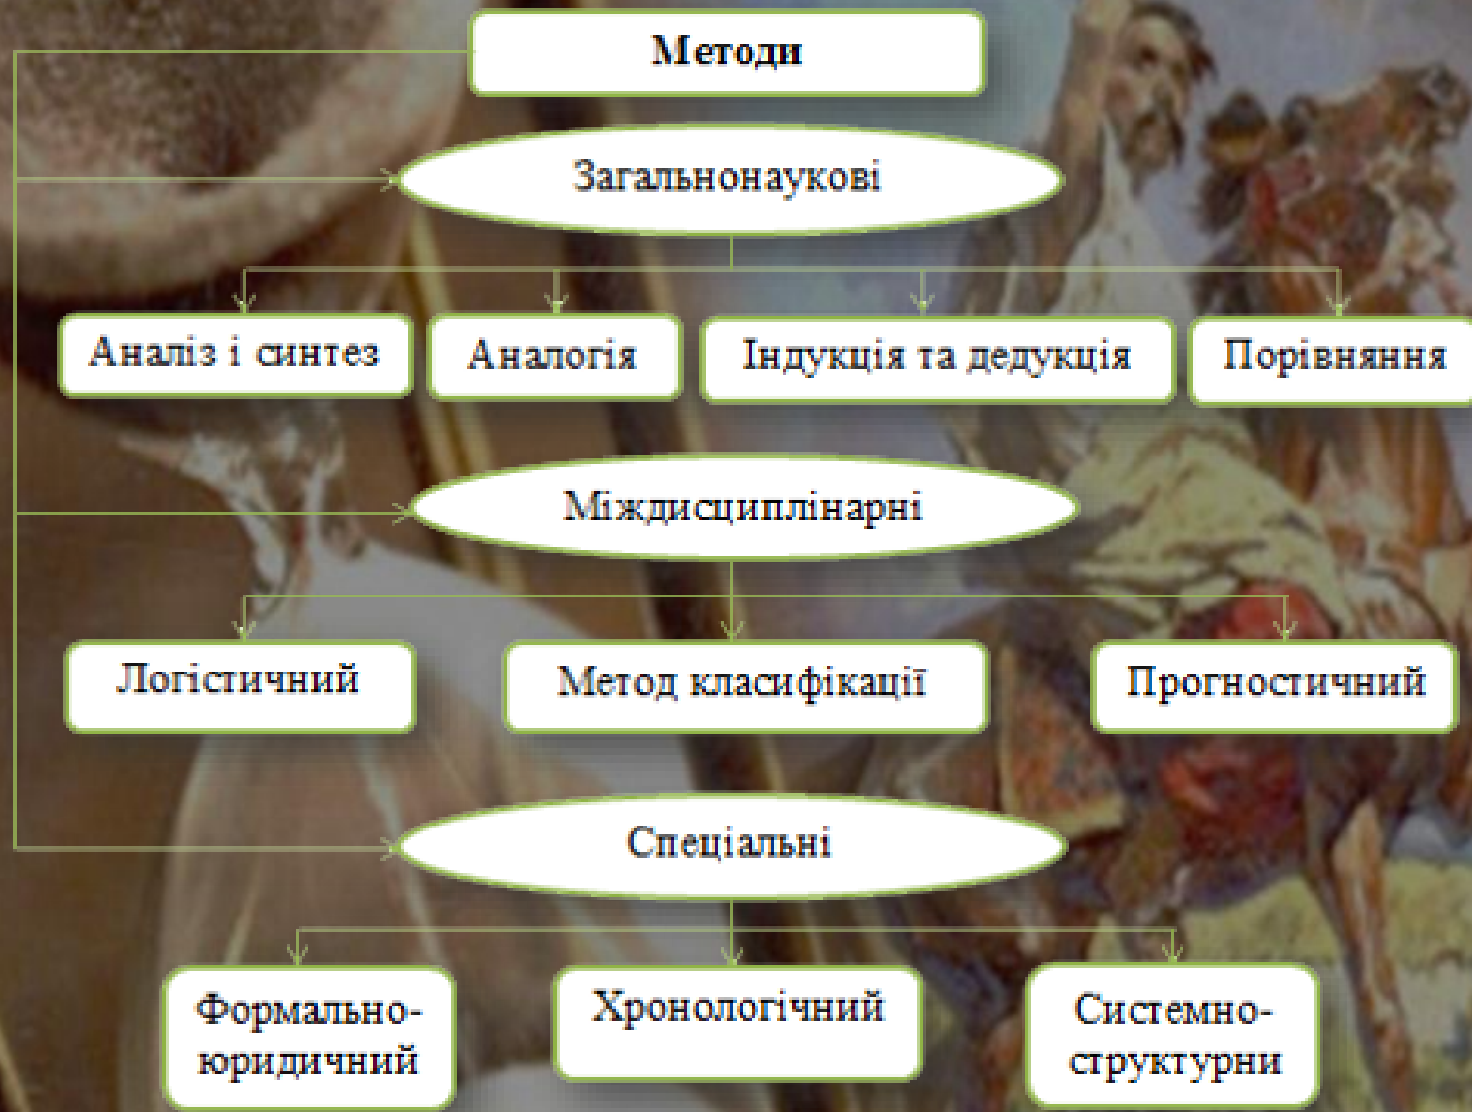 Методи
Загальнонаукові
Аналіз і синтез
Аналогія
Індукція та дедукція
Порівняння
Міждисциплінарні
Логістичний
Метод класифікації
Прогностичний
Спеціальні
Формально-
юридичний
Хронологічний
Системно-
структурни